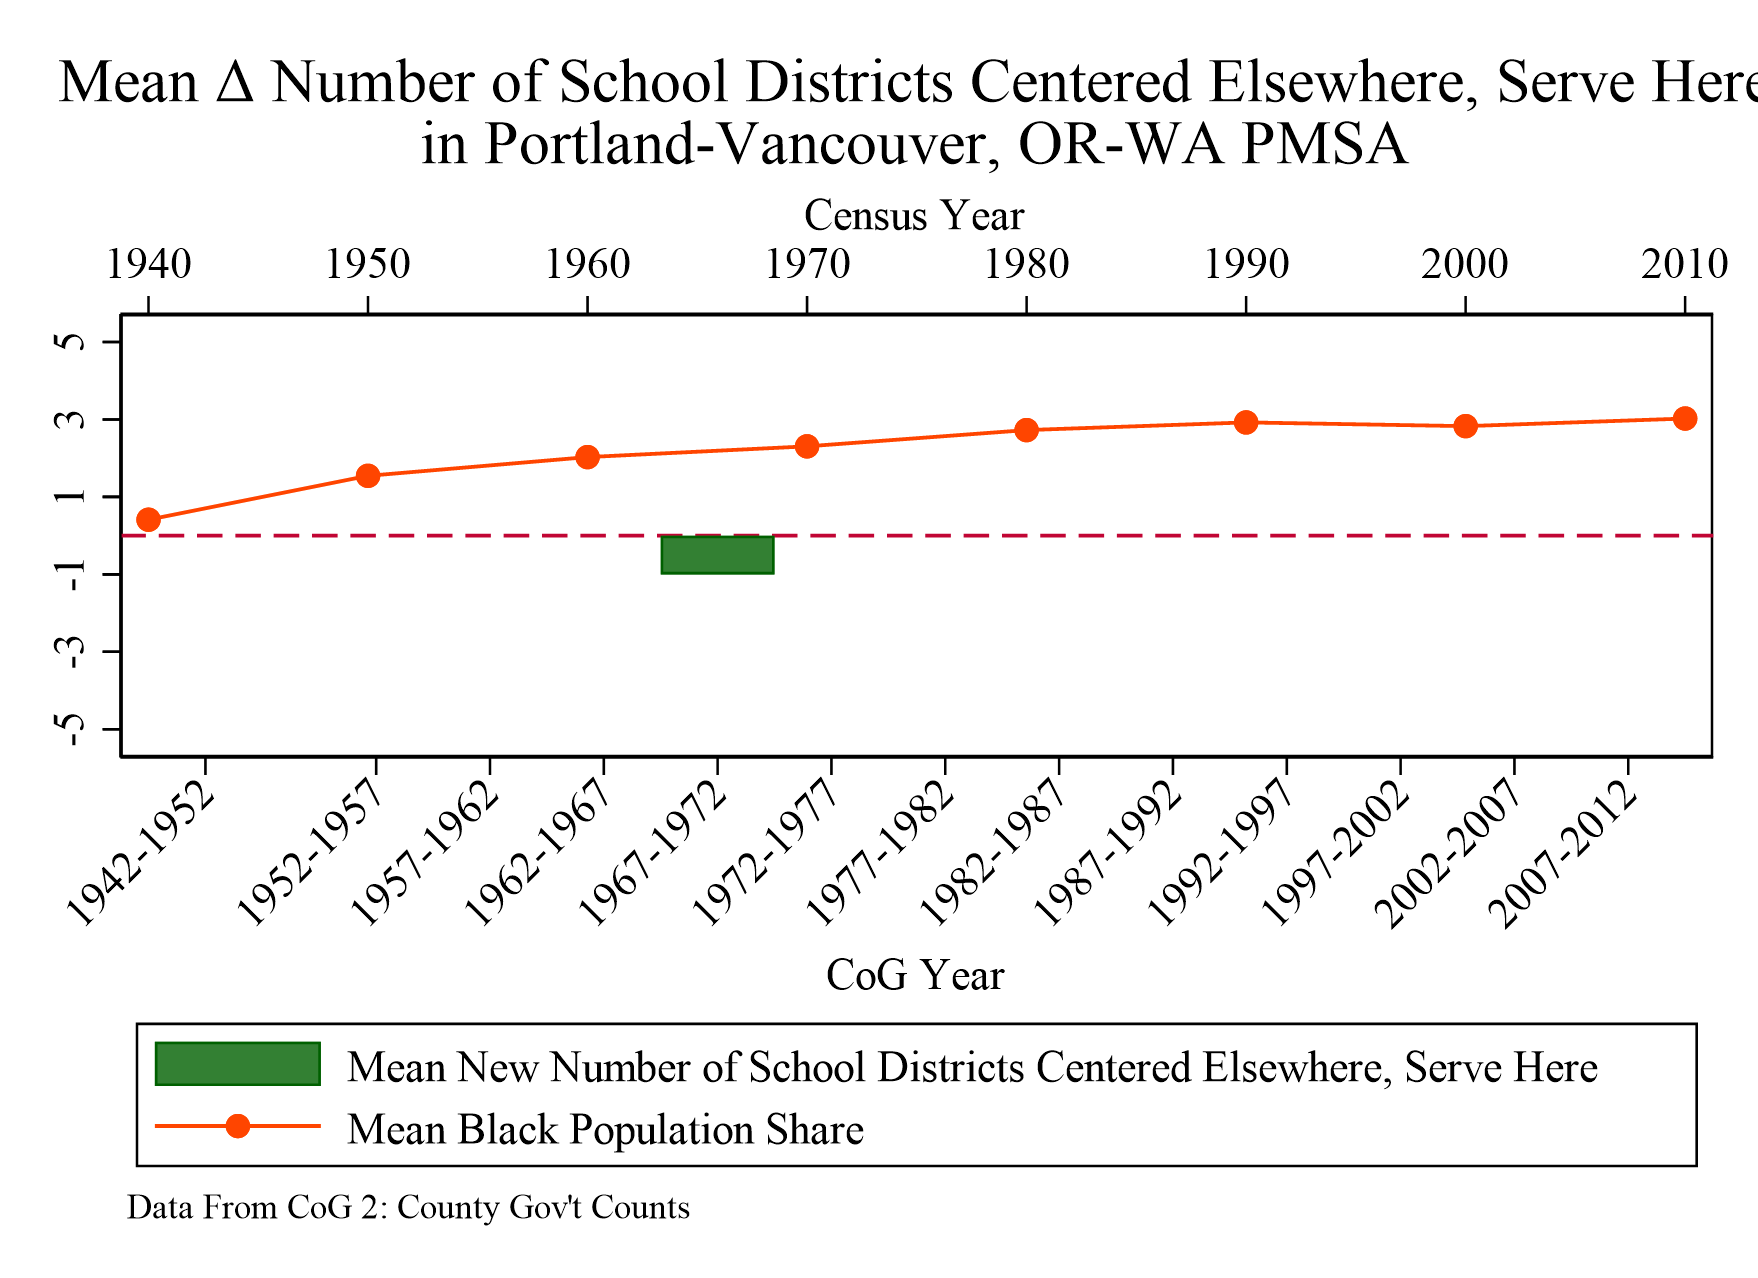 Mean Δ Number of School Districts Centered Elsewhere, Serve Here
in Portland-Vancouver, OR-WA PMSA
Census Year
1940 1950 1960 1970 1980 1990 2000 2010
5
3
1
-1
-3
-5
1942-1952 1952-1957 1957-1962 1962-1967 1967-1972 1972-1977 1977-1982 1982-1987 1987-1992 1992-1997 1997-2002 2002-2007 2007-2012
CoG Year
Mean New Number of School Districts Centered Elsewhere, Serve Here
Mean Black Population Share
Data From CoG 2: County Gov't Counts